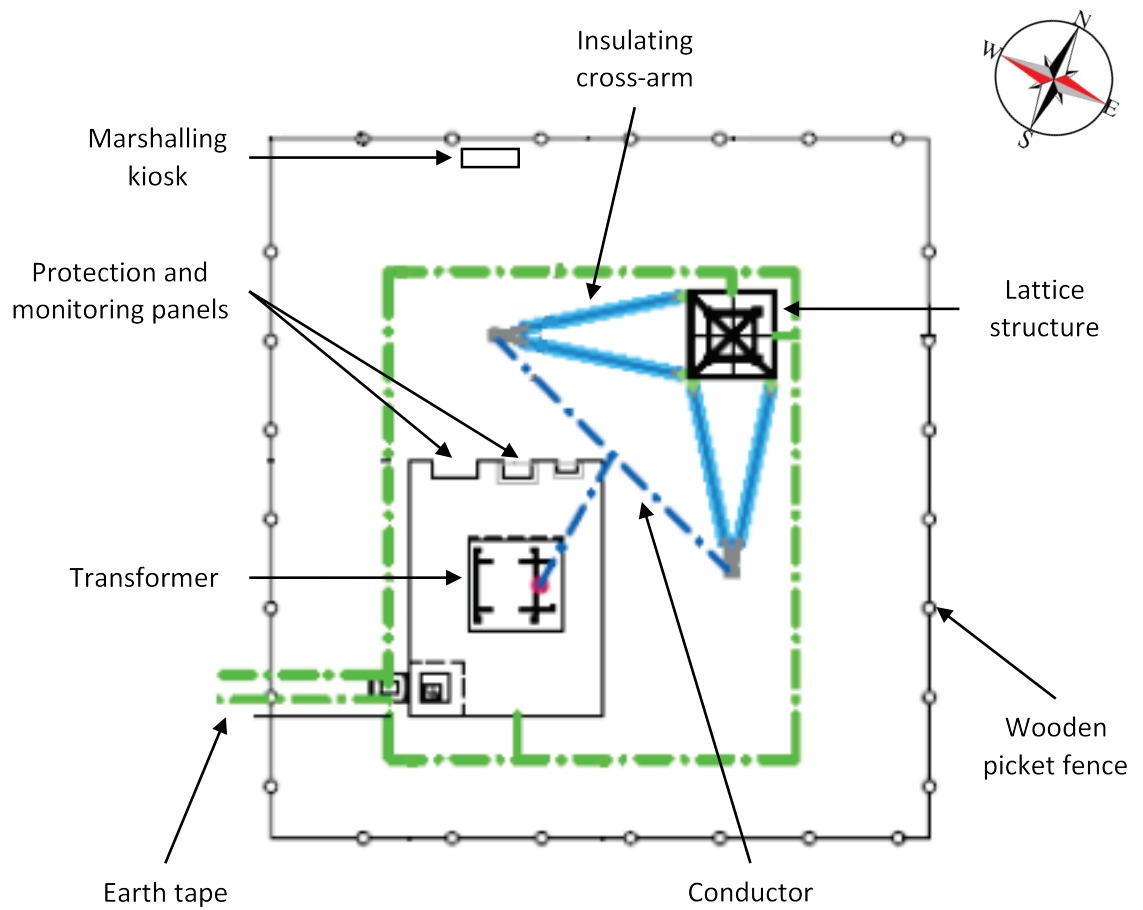 Insulating
cross-arm
N
W
E
S
Marshalling
kiosk
Protection and
monitoring panels
Lattice
structure
Transformer
Wooden
picket fence
Earth tape
Conductor